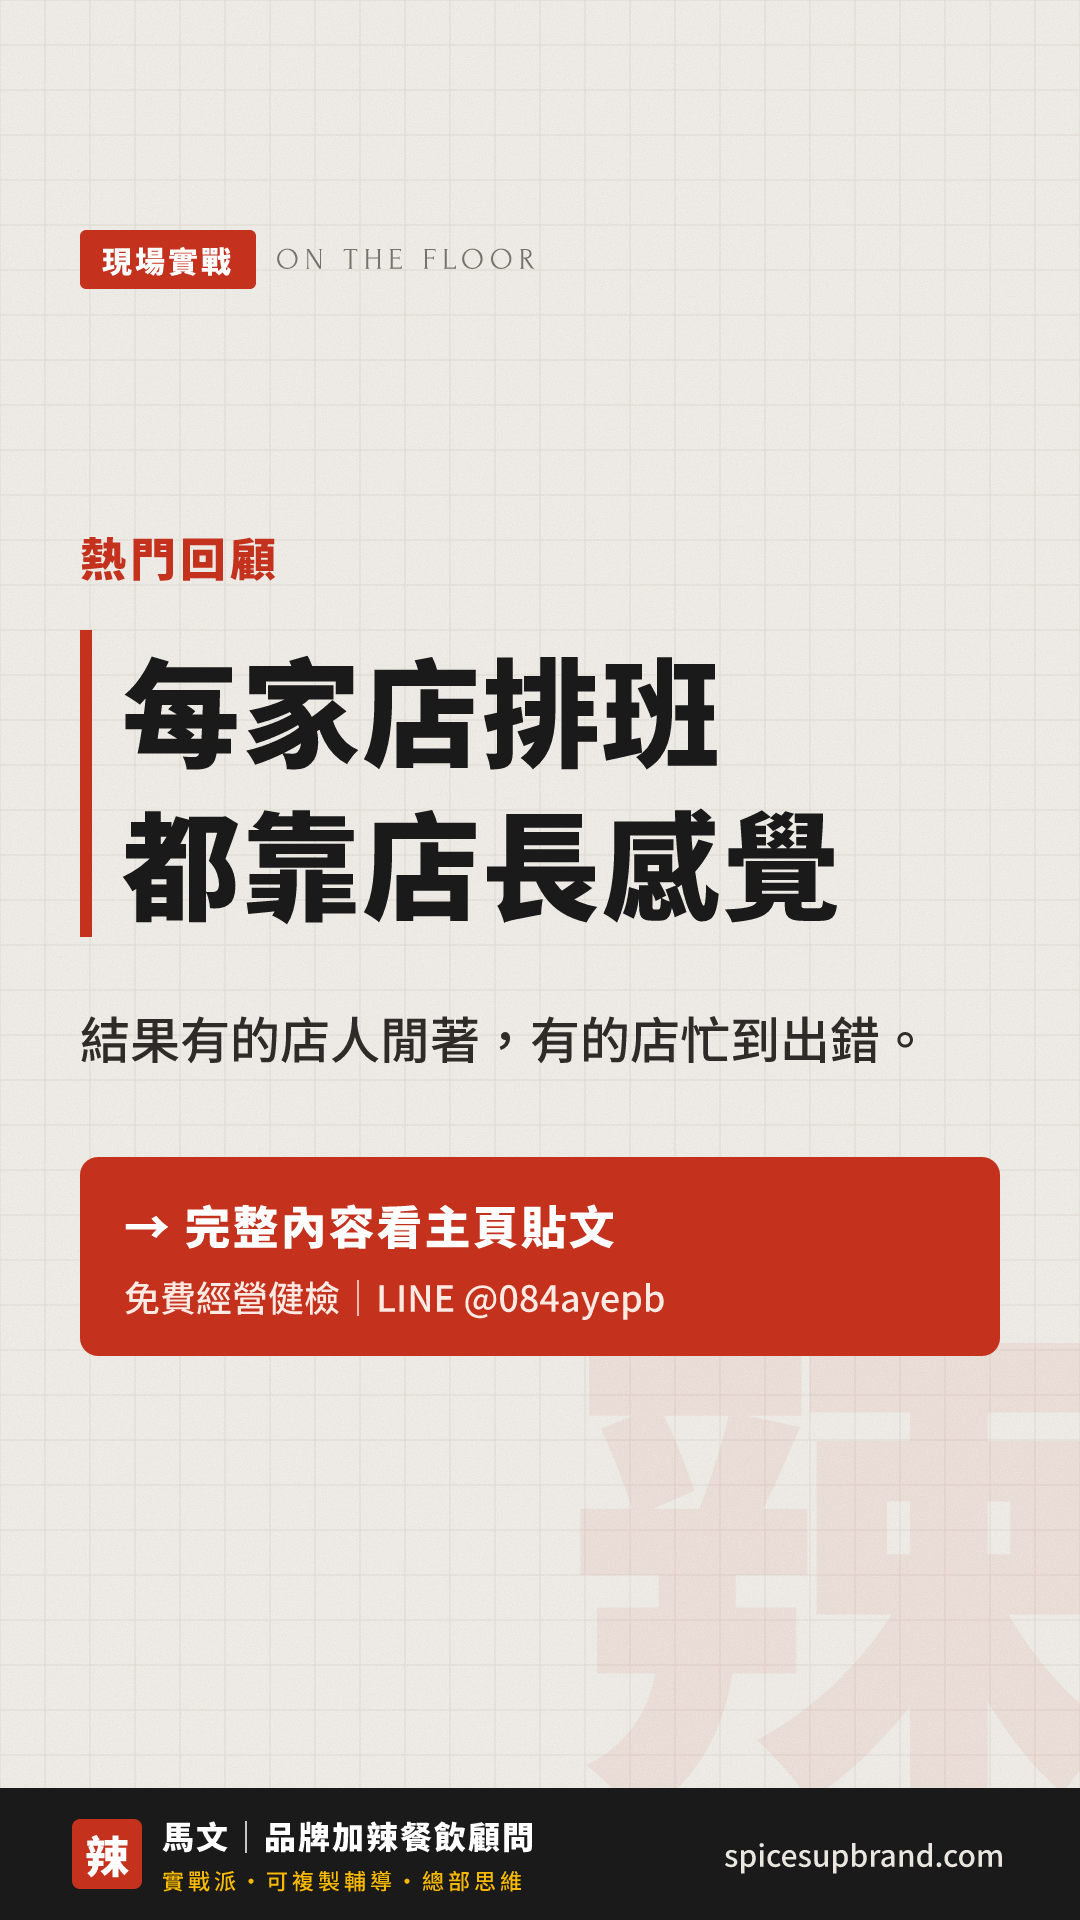 現場實戰 ON THE FLOOR
熱門回顧
每家店排班
都靠店長感覺
結果有的店人閒著，有的店忙到出錯。
→ 完整內容看主頁貼文
免費經營健檢｜LINE @084ayepb
辣
辣
馬文｜品牌加辣餐飲顧問
實戰派・可複製輔導・總部思維
spicesupbrand.com